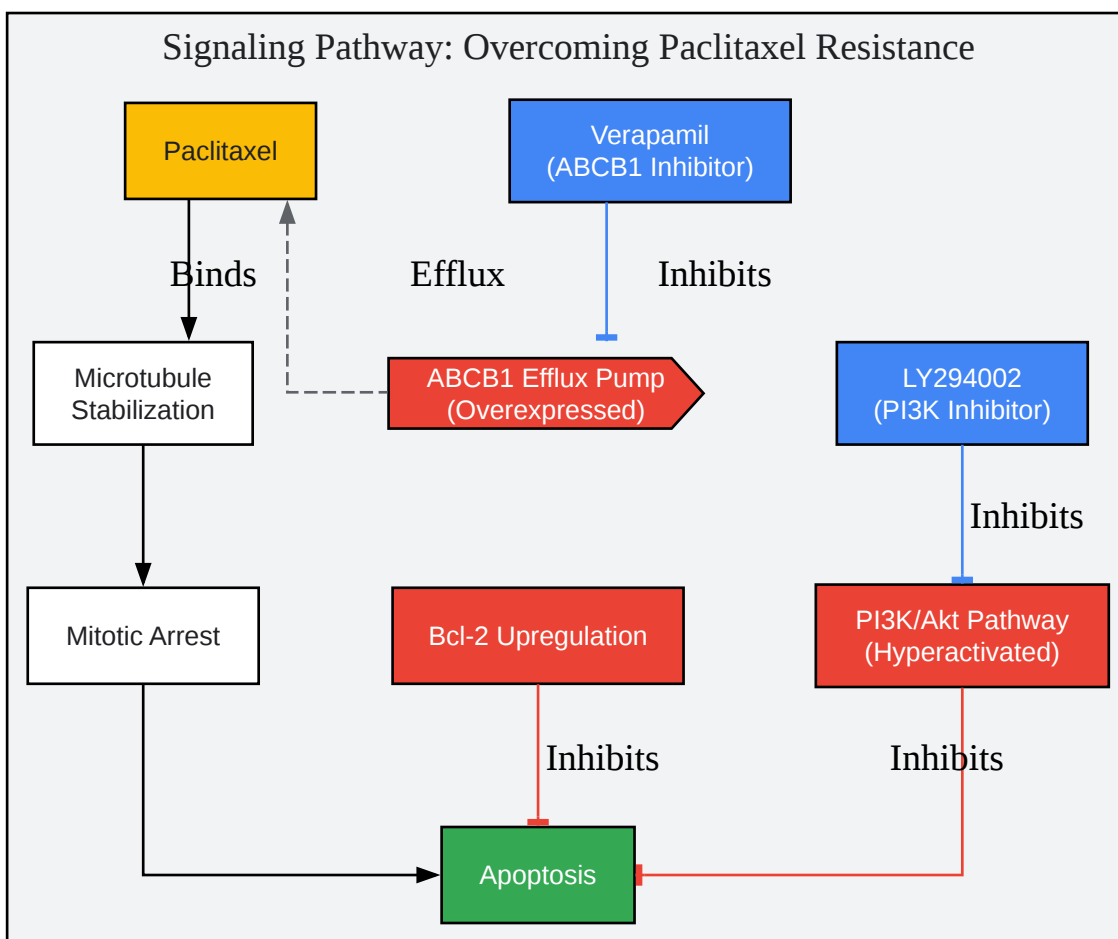 Signaling Pathway: Overcoming Paclitaxel Resistance
Paclitaxel
Verapamil
(ABCB1 Inhibitor)
Binds
Efflux
Inhibits
Microtubule
Stabilization
ABCB1 Efflux Pump
(Overexpressed)
LY294002
(PI3K Inhibitor)
Inhibits
Mitotic Arrest
Bcl-2 Upregulation
PI3K/Akt Pathway
(Hyperactivated)
Inhibits
Inhibits
Apoptosis